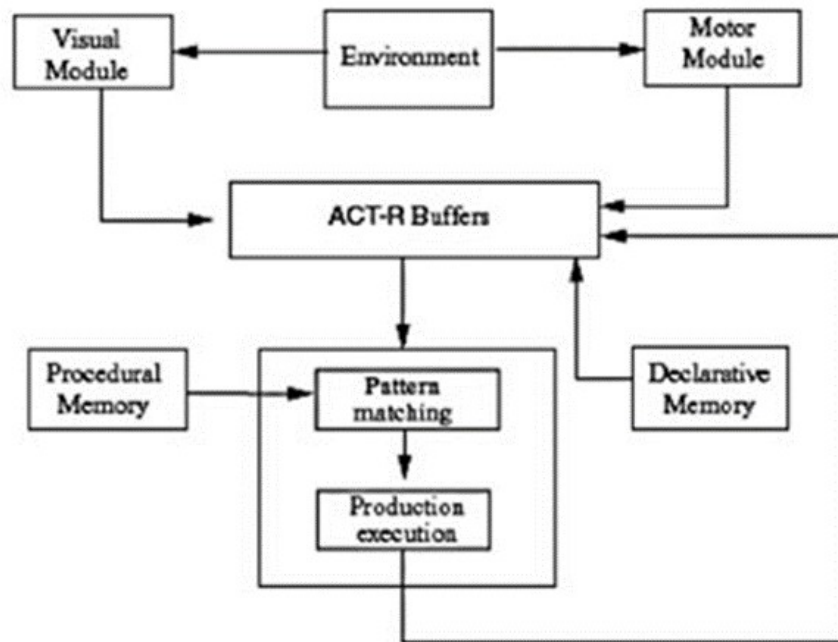 Visual
Module
Environment
Motor
Module
ACT-R Buffers
Procedural
Memory
Pattern
matching
Declarative
Memory
Production
execution